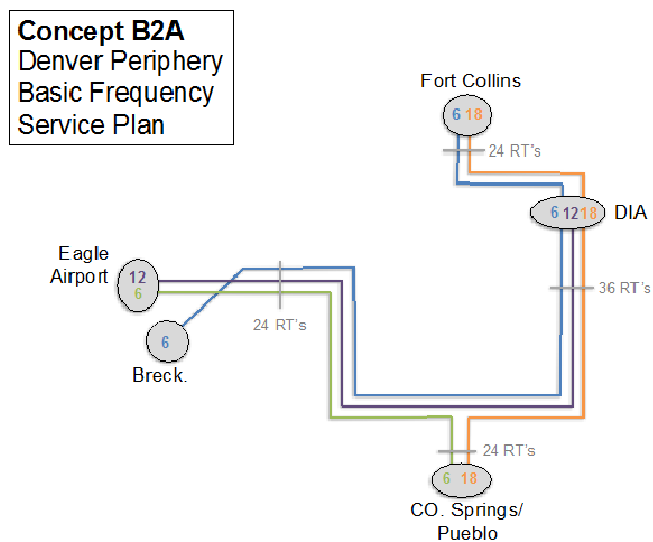 Concept B2A
Denver Periphery
Basic Frequency
Service Plan
Fort Collins
6 18
24 RT's
6 12 18
DIA
Eagle
Airport
12
6
36 RT's
24 RT's
6
Breck.
24 RT's
6 18
CO. Springs/
Pueblo